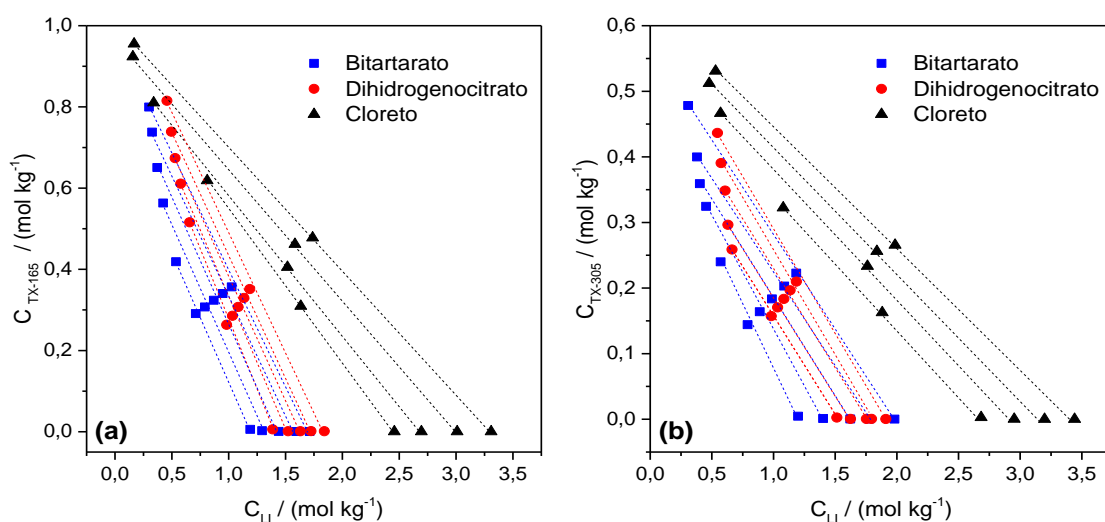 1,0
0,8
0,6
0,4
0,2
0,0
C TX-165 / (mol kg-1)
Bitartarato
Dihidrogenocitrato
Cloreto
(a)
0,0 0,5 1,0 1,5 2,0 2,5 3,0 3,5
C LI / (mol kg-1)
0,6
0,5
0,4
0,3
0,2
0,1
0,0
C TX-305 / (mol kg-1)
Bitartarato
Dihidrogenocitrato
Cloreto
(b)
0,0 0,5 1,0 1,5 2,0 2,5 3,0 3,5
C LI / (mol kg-1)